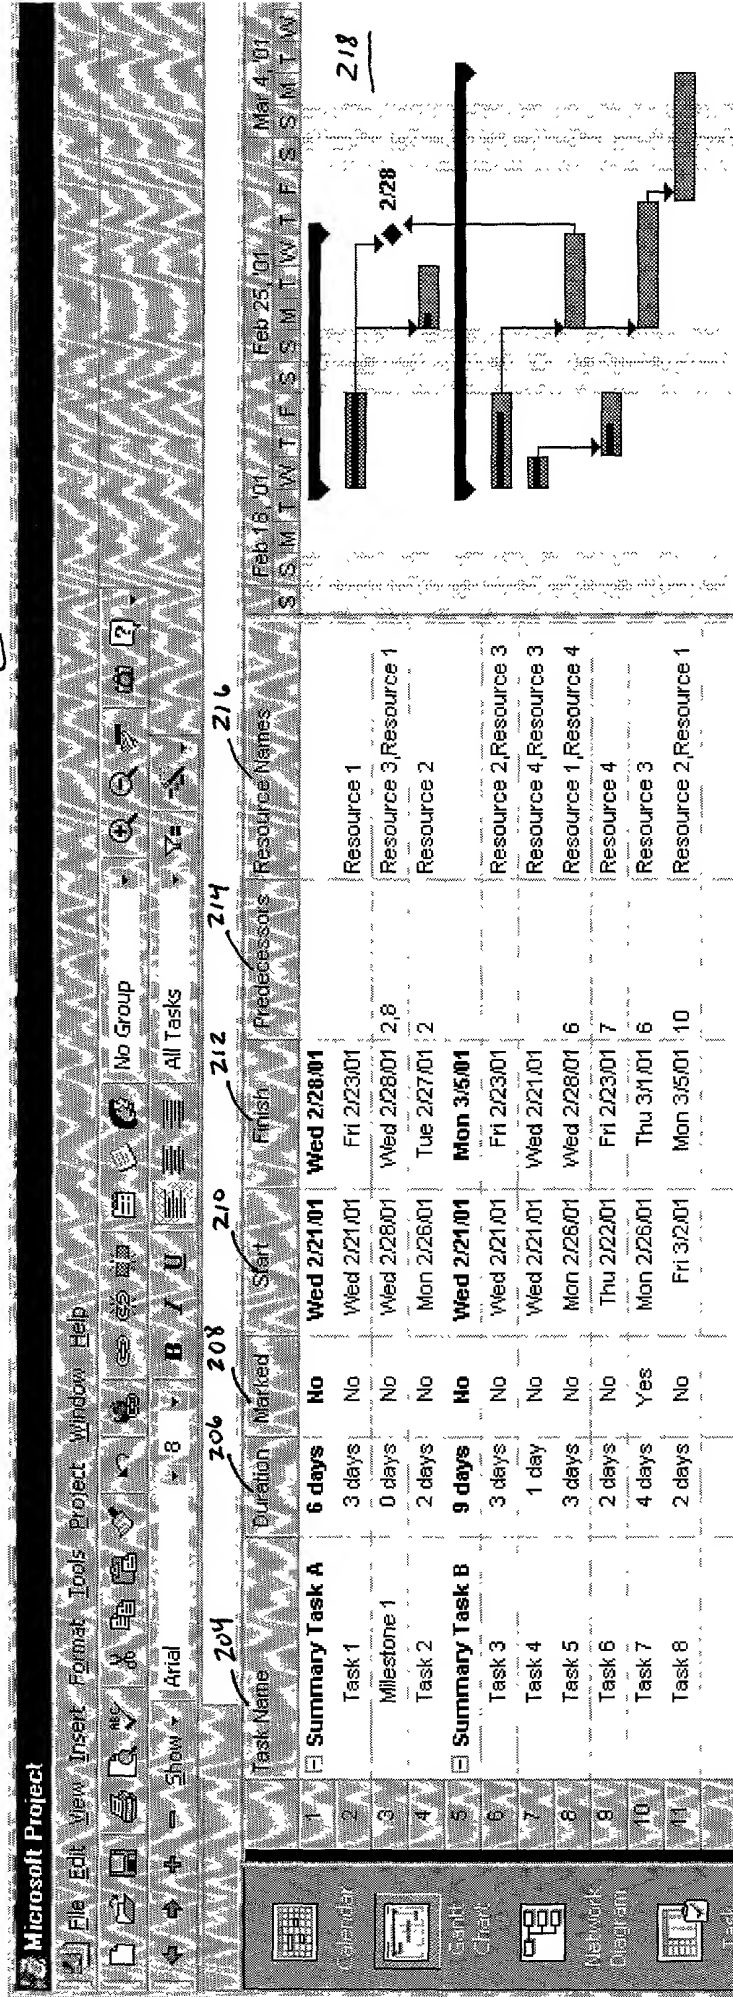 Microsoft Project
File Edit View Insert Format Tools Project Window Help
No Group
Show Arial 8 B I U All Tasks
204 206 208 210 212 214 216
Task Name Duration Marked Start Finish Predecessors Resource Names Feb 18, '01 Feb 25, '01 Mar 4, '01
S S M T W T F S S M T W T F S S M T W
1 Summary Task A 6 days No Wed 2/21/01 Wed 2/28/01
2 Task 1 3 days No Wed 2/21/01 Fri 2/23/01 Resource 1
3 Milestone 1 0 days No Wed 2/28/01 Wed 2/28/01 2,8 Resource 3,Resource 1 2/28
4 Task 2 2 days No Mon 2/26/01 Tue 2/27/01 2 Resource 2
5 Summary Task B 9 days No Wed 2/21/01 Mon 3/5/01
6 Task 3 3 days No Wed 2/21/01 Fri 2/23/01 Resource 2,Resource 3
7 Task 4 1 day No Wed 2/21/01 Wed 2/21/01 Resource 4,Resource 3
8 Task 5 3 days No Mon 2/26/01 Wed 2/28/01 6 Resource 1,Resource 4
9 Task 6 2 days No Thu 2/22/01 Fri 2/23/01 7 Resource 4
10 Task 7 4 days Yes Mon 2/26/01 Thu 3/1/01 6 Resource 3
11 Task 8 2 days No Fri 3/2/01 Mon 3/5/01 10 Resource 2,Resource 1
218
Calendar
Gantt
Chart
Network
Diagram
Task